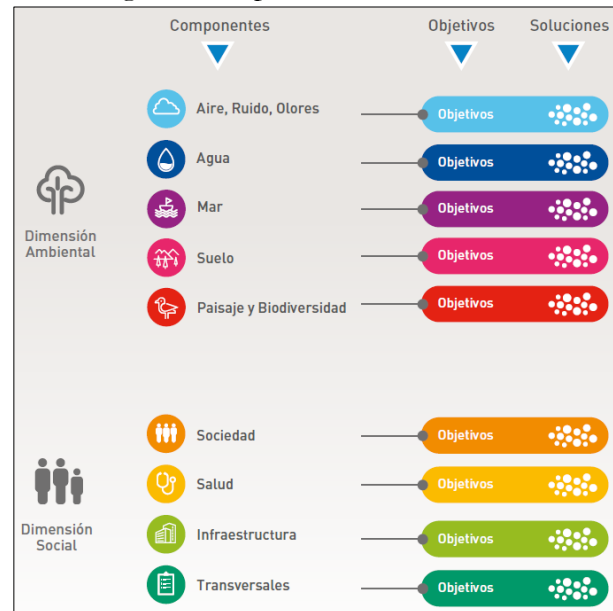 Componentes Objetivos Soluciones
Aire, Ruido, Olores Objetivos
Agua Objetivos
Mar Objetivos
Dimensión
Ambiental
Suelo Objetivos
Paisaje y Biodiversidad Objetivos
Sociedad Objetivos
Salud Objetivos
Dimensión
Social
Infraestructura Objetivos
Transversales Objetivos